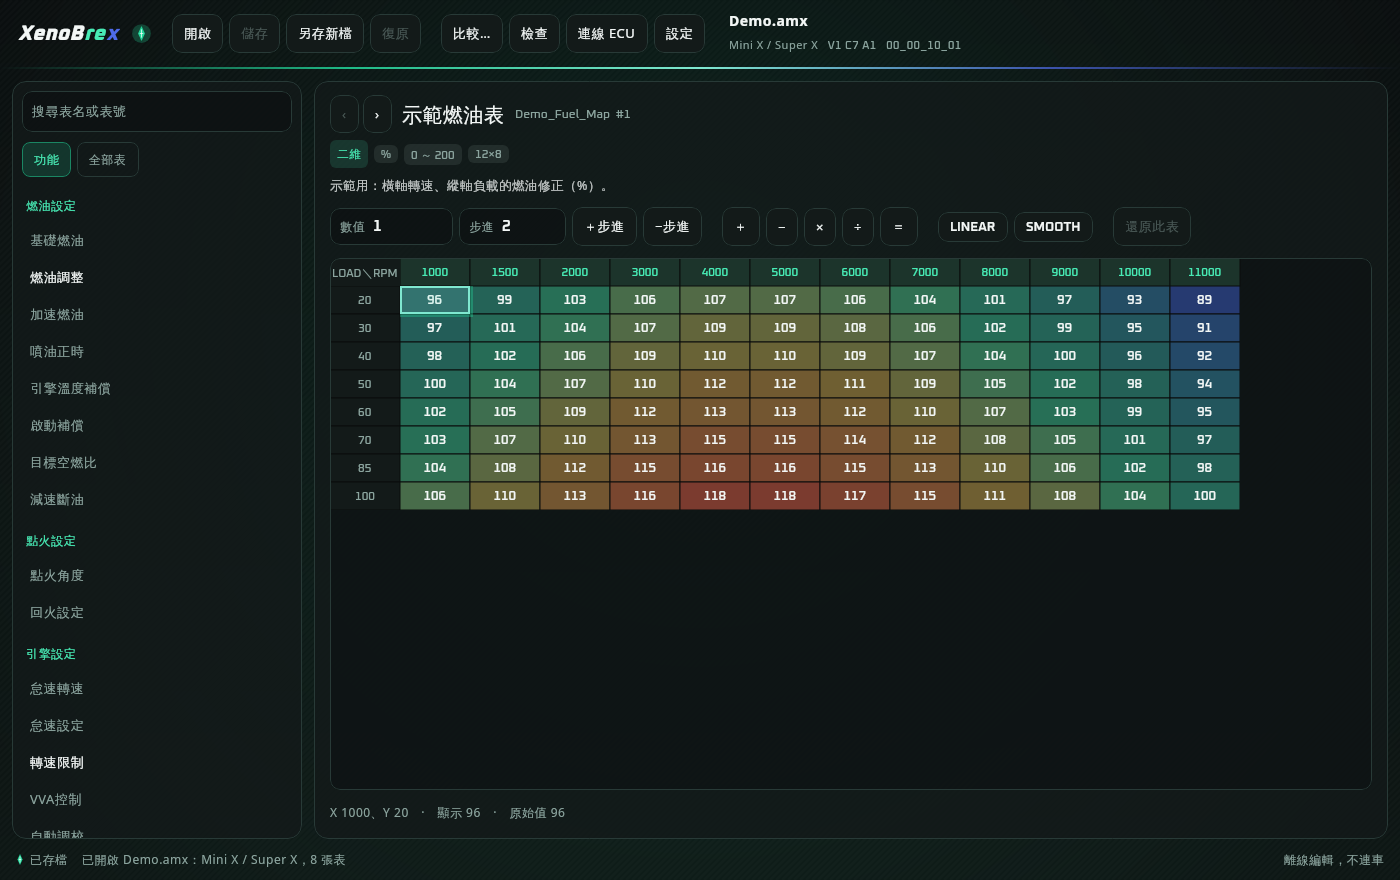 XenoBrex 開啟 儲存 另存新檔 復原 比較... 檢查 連線 ECU 設定
Demo.amx
Mini X / Super X V1 C7 A1 00_00_10_01
搜尋表名或表號
功能 全部表
燃油設定
基礎燃油
燃油調整
加速燃油
噴油正時
引擎溫度補償
啟動補償
目標空燃比
減速斷油
點火設定
點火角度
回火設定
引擎設定
怠速轉速
怠速設定
轉速限制
VVA控制
自動調校
‹ › 示範燃油表 Demo_Fuel_Map #1
二維 % 0 ~ 200 12×8
示範用：橫軸轉速、縱軸負載的燃油修正（%）。
數值 1 步進 2 +步進 −步進 + − × ÷ = LINEAR SMOOTH 還原此表
LOAD＼RPM 1000 1500 2000 3000 4000 5000 6000 7000 8000 9000 10000 11000
20 96 99 103 106 107 107 106 104 101 97 93 89
30 97 101 104 107 109 109 108 106 102 99 95 91
40 98 102 106 109 110 110 109 107 104 100 96 92
50 100 104 107 110 112 112 111 109 105 102 98 94
60 102 105 109 112 113 113 112 110 107 103 99 95
70 103 107 110 113 115 115 114 112 108 105 101 97
85 104 108 112 115 116 116 115 113 110 106 102 98
100 106 110 113 116 118 118 117 115 111 108 104 100
X 1000、Y 20 · 顯示 96 · 原始值 96
已存檔 已開啟 Demo.amx：Mini X / Super X，8 張表
離線編輯，不連車